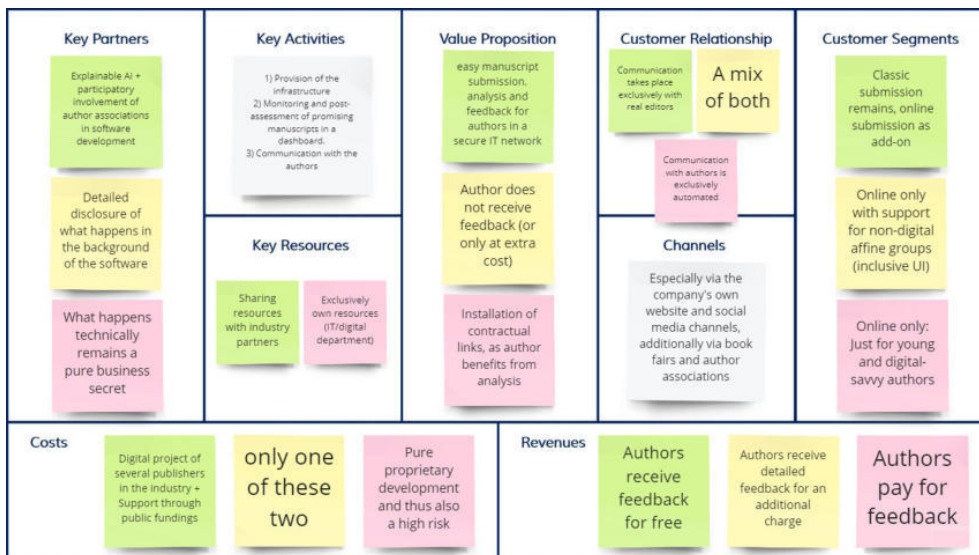 Key Partners
Explainable AI +
participatory
involvement of
author associations
in software
development
Detailed
disclosure of
what happens in
the background
of the software
What happens
technically
remains a
pure business
secret
Key Activities
1) Provision of the
infrastructure
2) Monitoring and post-
assessment of promising
manuscripts in a
dashboard.
3) Communication with the
authors
Key Resources
Sharing
resources
with industry
partners
Exclusively
own resources
(IT/digital
department)
Value Proposition
easy manuscript
submission,
analysis and
feedback for
authors in a
secure IT network
Author does
not receive
feedback (or
only at extra
cost)
Installation of
contractual
links, as author
benefits from
analysis
Customer Relationship
Communication
takes place
exclusively with
real editors
A mix
of both
Communication
with authors is
exclusively
automated
Channels
Especially via the
company's own
website and social
media channels,
additionally via book
fairs and author
associations
Customer Segments
Classic
submission
remains, online
submission as
add-on
Online only
with support
for non-digital
affine groups
(inclusive UI)
Online only:
Just for young
and digital-
savvy authors
Costs
Digital project of
several publishers
in the industry +
Support through
public fundings
only one
of these
two
Pure
proprietary
development
and thus also
a high risk
Revenues
Authors
receive
feedback
for free
Authors receive
detailed
feedback for an
additional
charge
Authors
pay for
feedback